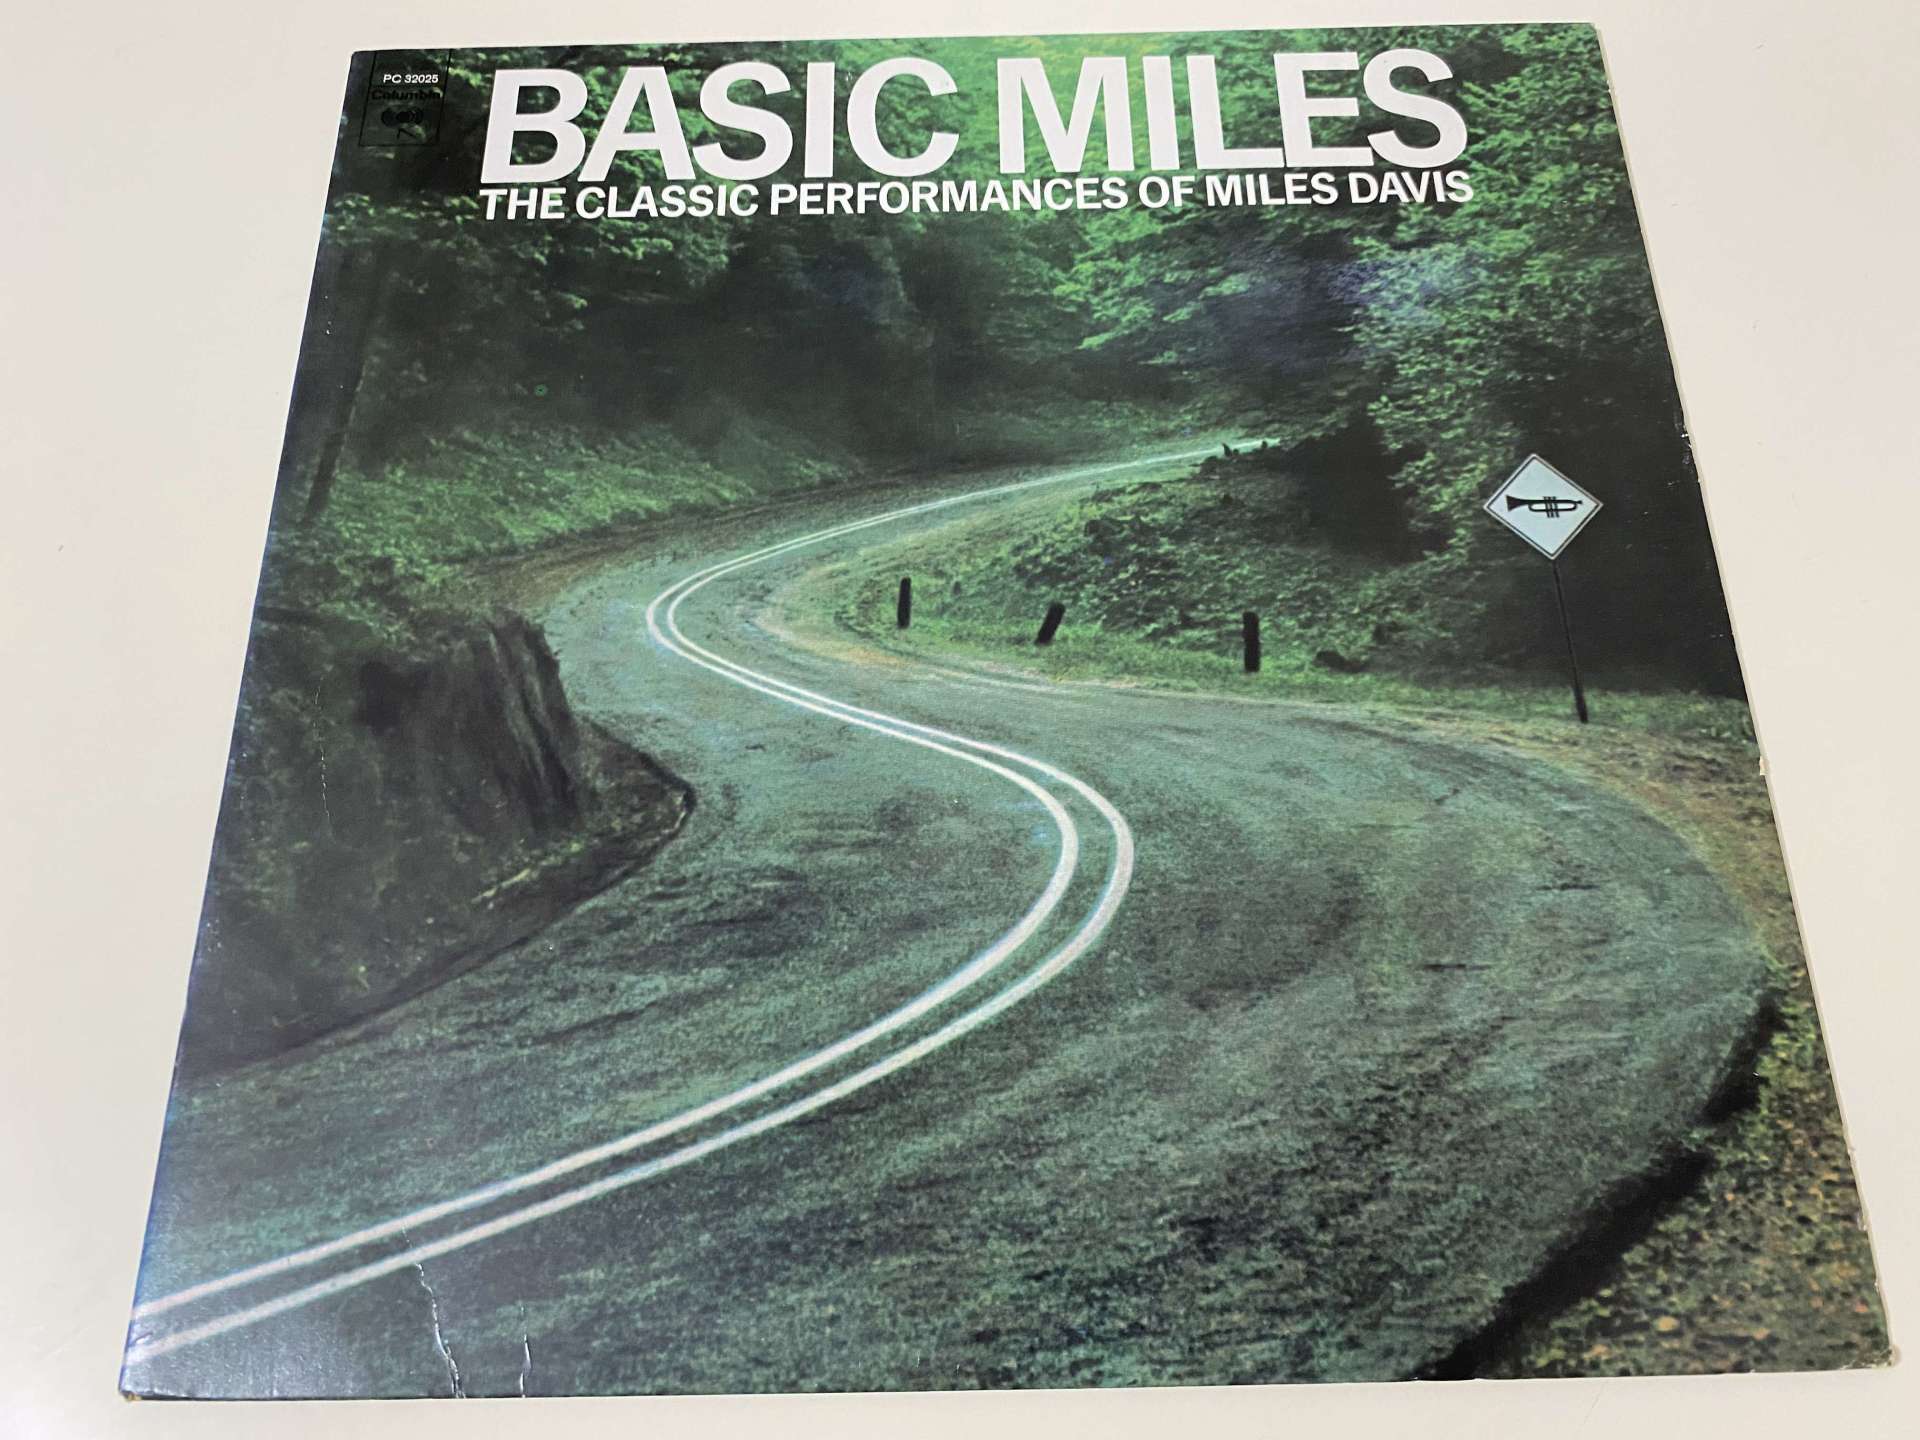 PC 32025
Columbia
BASIC MILES
THE CLASSIC PERFORMANCES OF MILES DAVIS